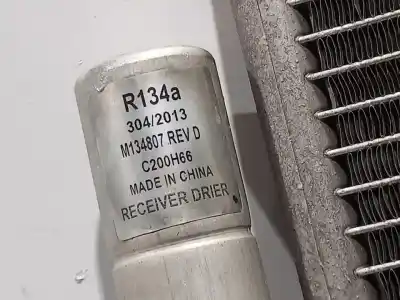 R134a
304/2013
M134807 REV D
C200H66
MADE IN CHINA
RECEIVER DRIER